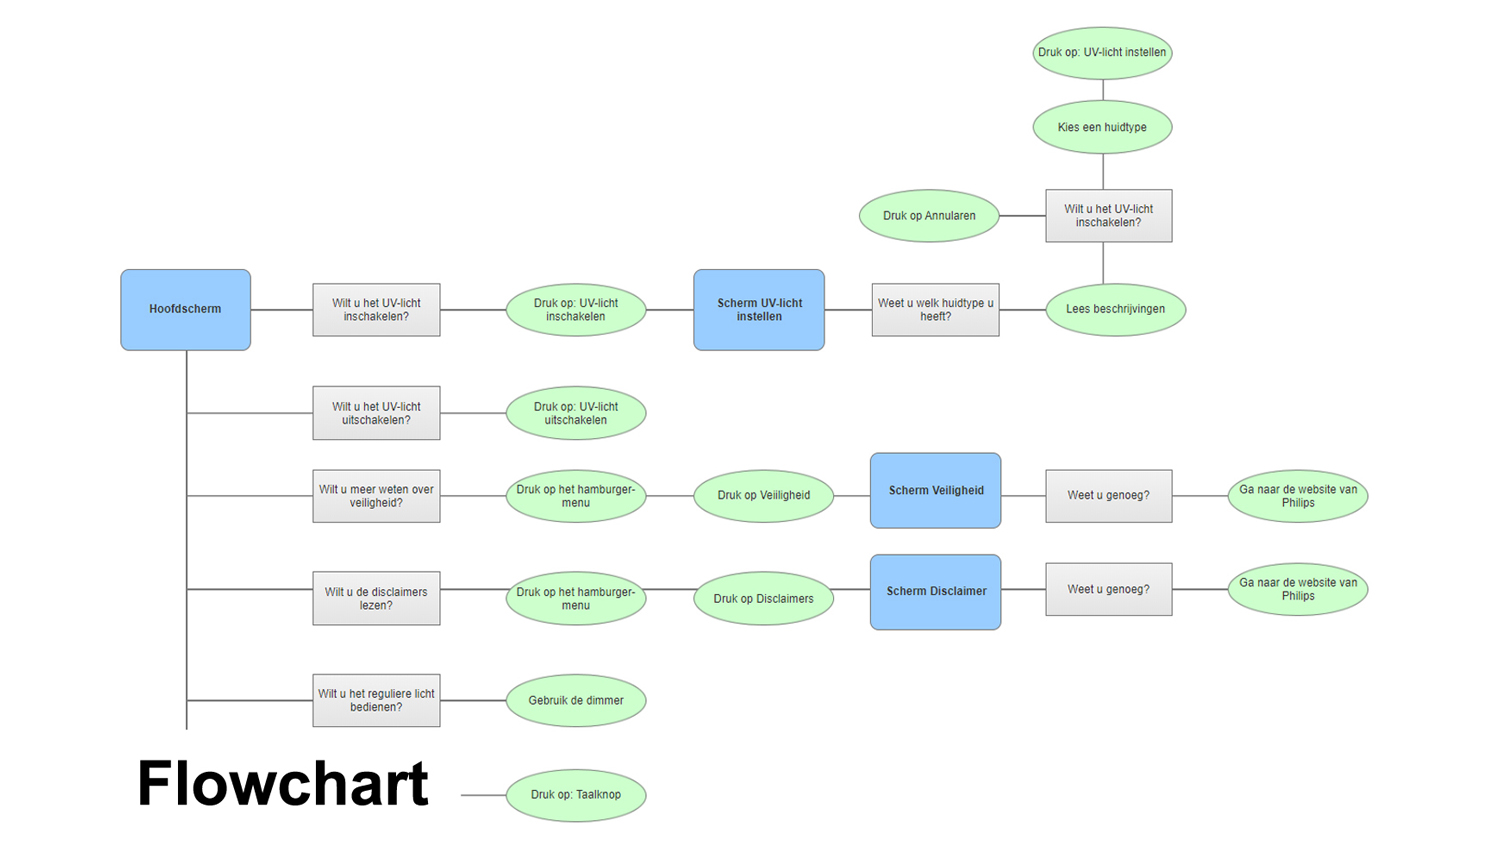 Druk op: UV-licht instellen
Kies een huidtype
Druk op Annularen
Wilt u het UV-licht
inschakelen?
Hoofdscherm
Wilt u het UV-licht
inschakelen?
Druk op: UV-licht
inschakelen
Scherm UV-licht
instellen
Weet u welk huidtype u
heeft?
Lees beschrijvingen
Wilt u het UV-licht
uitschakelen?
Druk op: UV-licht
uitschakelen
Wilt u meer weten over
veiligheid?
Druk op het hamburger-
menu
Druk op Veiligheid
Scherm Veiligheid
Weet u genoeg?
Ga naar de website van
Philips
Wilt u de disclaimers
lezen?
Druk op het hamburger-
menu
Druk op Disclaimers
Scherm Disclaimer
Weet u genoeg?
Ga naar de website van
Philips
Wilt u het reguliere licht
bedienen?
Gebruik de dimmer
Flowchart
Druk op: Taalknop